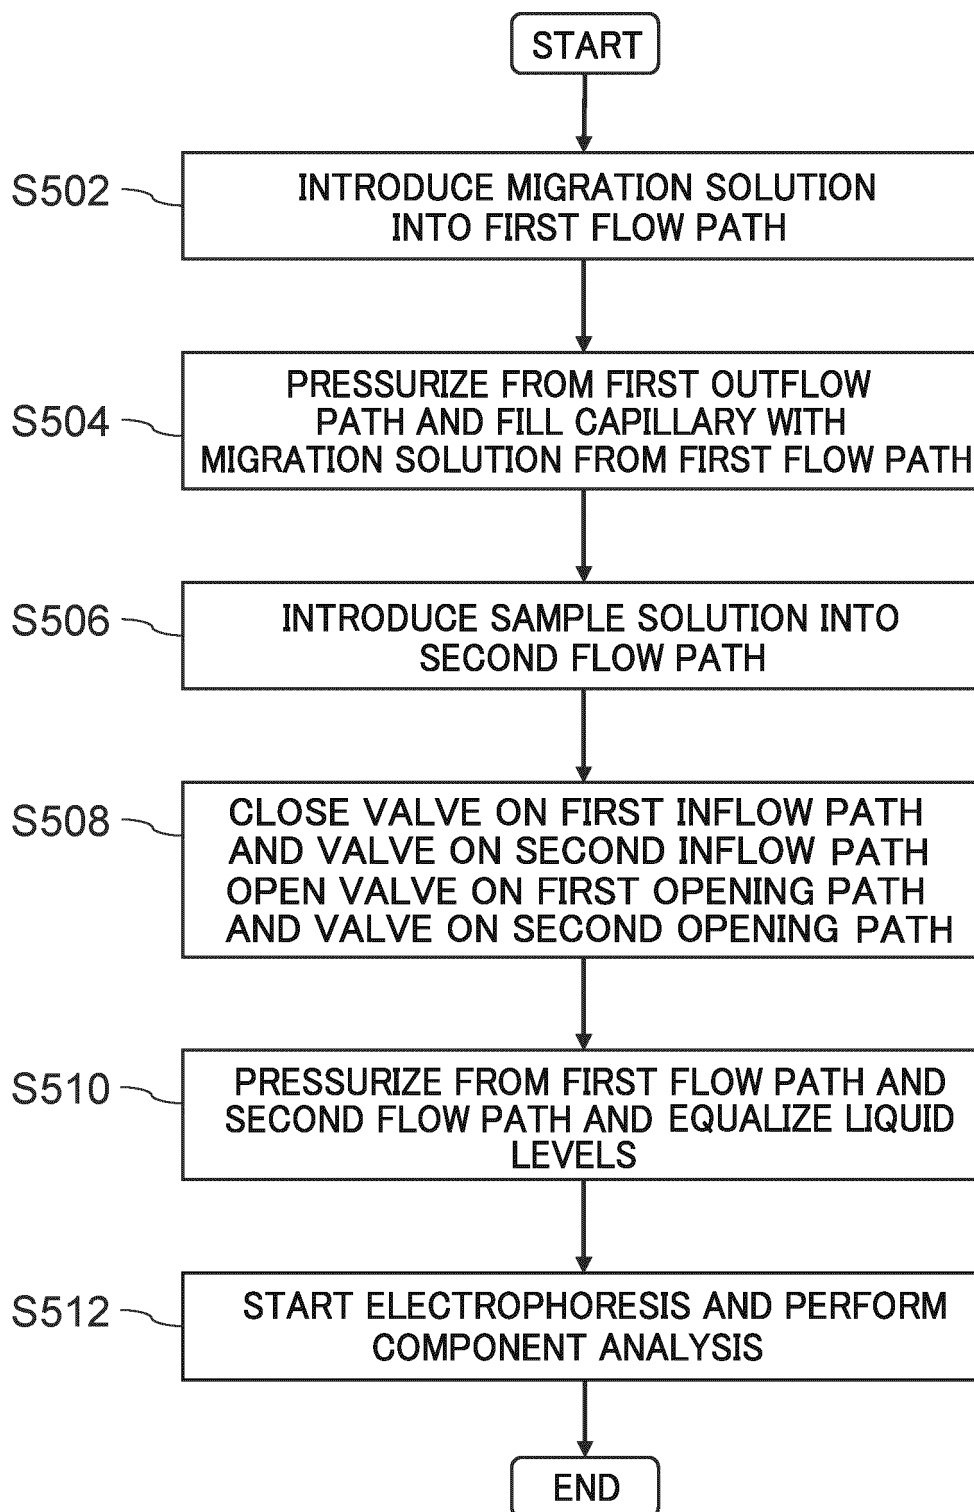 START
S502
INTRODUCE MIGRATION SOLUTION
INTO FIRST FLOW PATH
S504
PRESSURIZE FROM FIRST OUTFLOW
PATH AND FILL CAPILLARY WITH
MIGRATION SOLUTION FROM FIRST FLOW PATH
S506
INTRODUCE SAMPLE SOLUTION INTO
SECOND FLOW PATH
S508
CLOSE VALVE ON FIRST INFLOW PATH
AND VALVE ON SECOND INFLOW PATH
OPEN VALVE ON FIRST OPENING PATH
AND VALVE ON SECOND OPENING PATH
S510
PRESSURIZE FROM FIRST FLOW PATH AND
SECOND FLOW PATH AND EQUALIZE LIQUID
LEVELS
S512
START ELECTROPHORESIS AND PERFORM
COMPONENT ANALYSIS
END